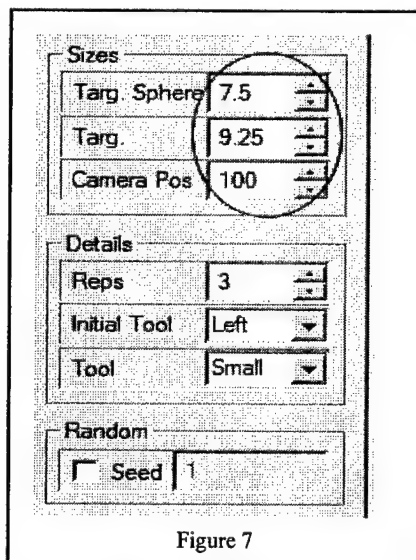 Sizes
Targ. Sphere 7.5
Targ. 9.25
Camera Pos 100
Details
Reps 3
Initial Tool Left
Tool Small
Random
Seed 1
Figure 7